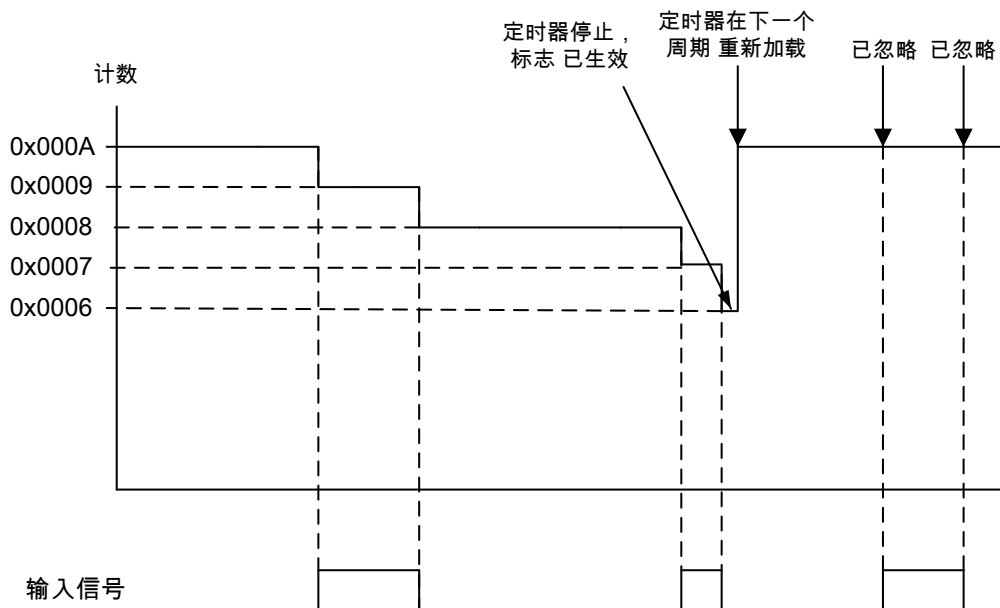 定时器停止，
标志 已生效
定时器在下一个
周期 重新加载
已忽略
已忽略
计数
0x000A
0x0009
0x0008
0x0007
0x0006
输入信号